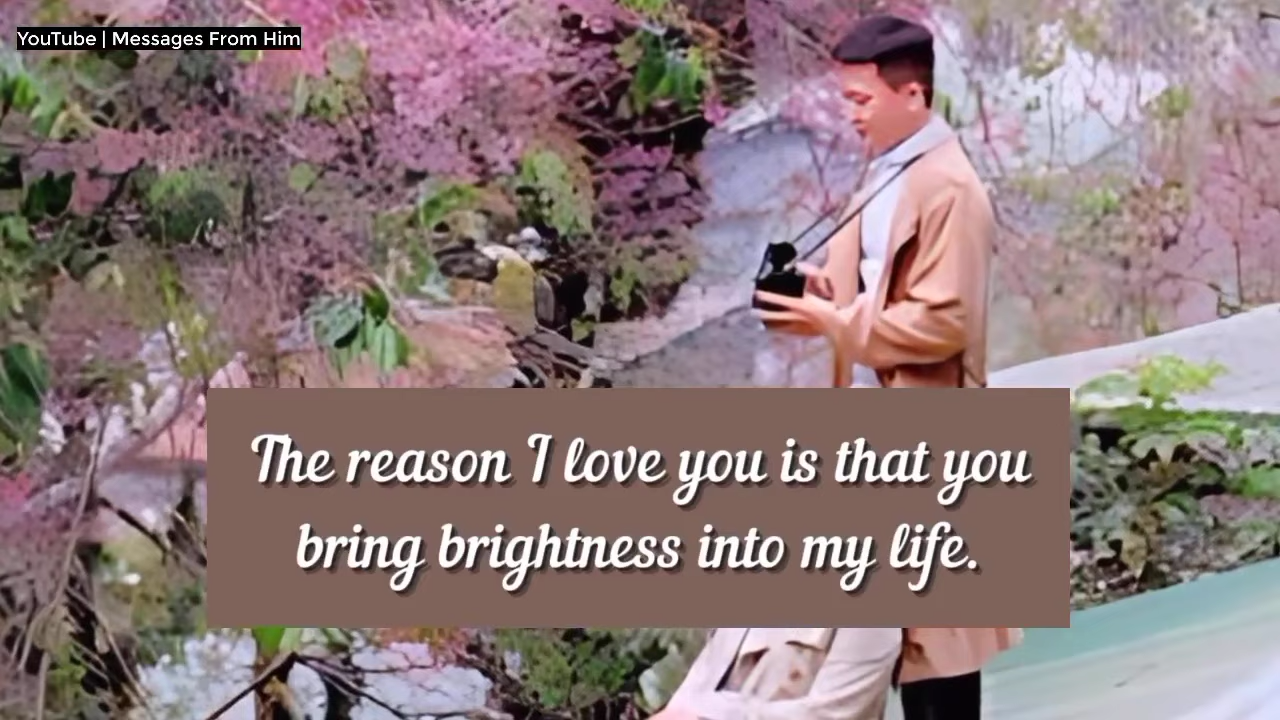 YouTube | Messages From Him
The reason I love you is that you
bring brightness into my life.